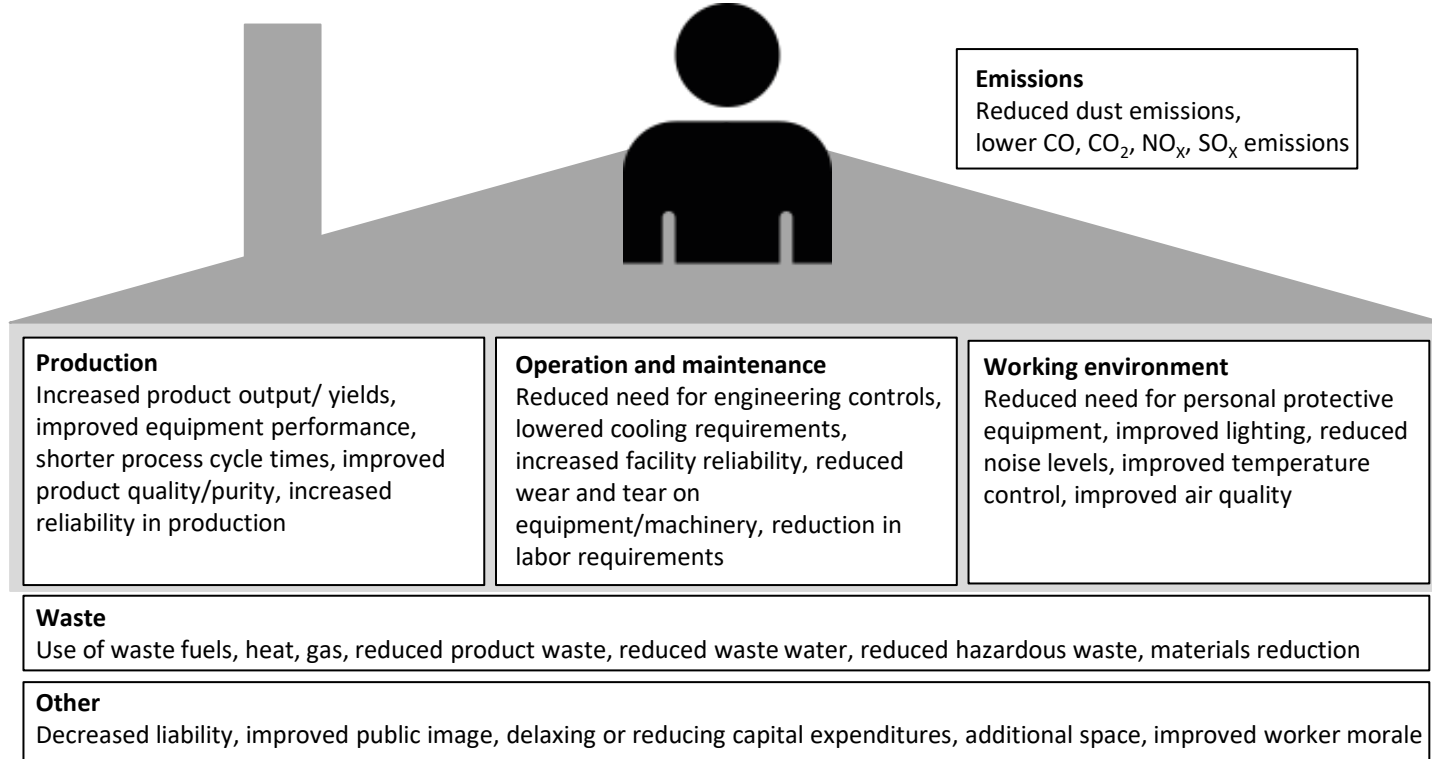 Emissions
Reduced dust emissions,
lower CO, CO₂, NOₓ, SOₓ emissions
Production
Increased product output/ yields,
improved equipment performance,
shorter process cycle times, improved
product quality/purity, increased
reliability in production
Operation and maintenance
Reduced need for engineering controls,
lowered cooling requirements,
increased facility reliability, reduced
wear and tear on
equipment/machinery, reduction in
labor requirements
Working environment
Reduced need for personal protective
equipment, improved lighting, reduced
noise levels, improved temperature
control, improved air quality
Waste
Use of waste fuels, heat, gas, reduced product waste, reduced waste water, reduced hazardous waste, materials reduction
Other
Decreased liability, improved public image, delaxing or reducing capital expenditures, additional space, improved worker morale